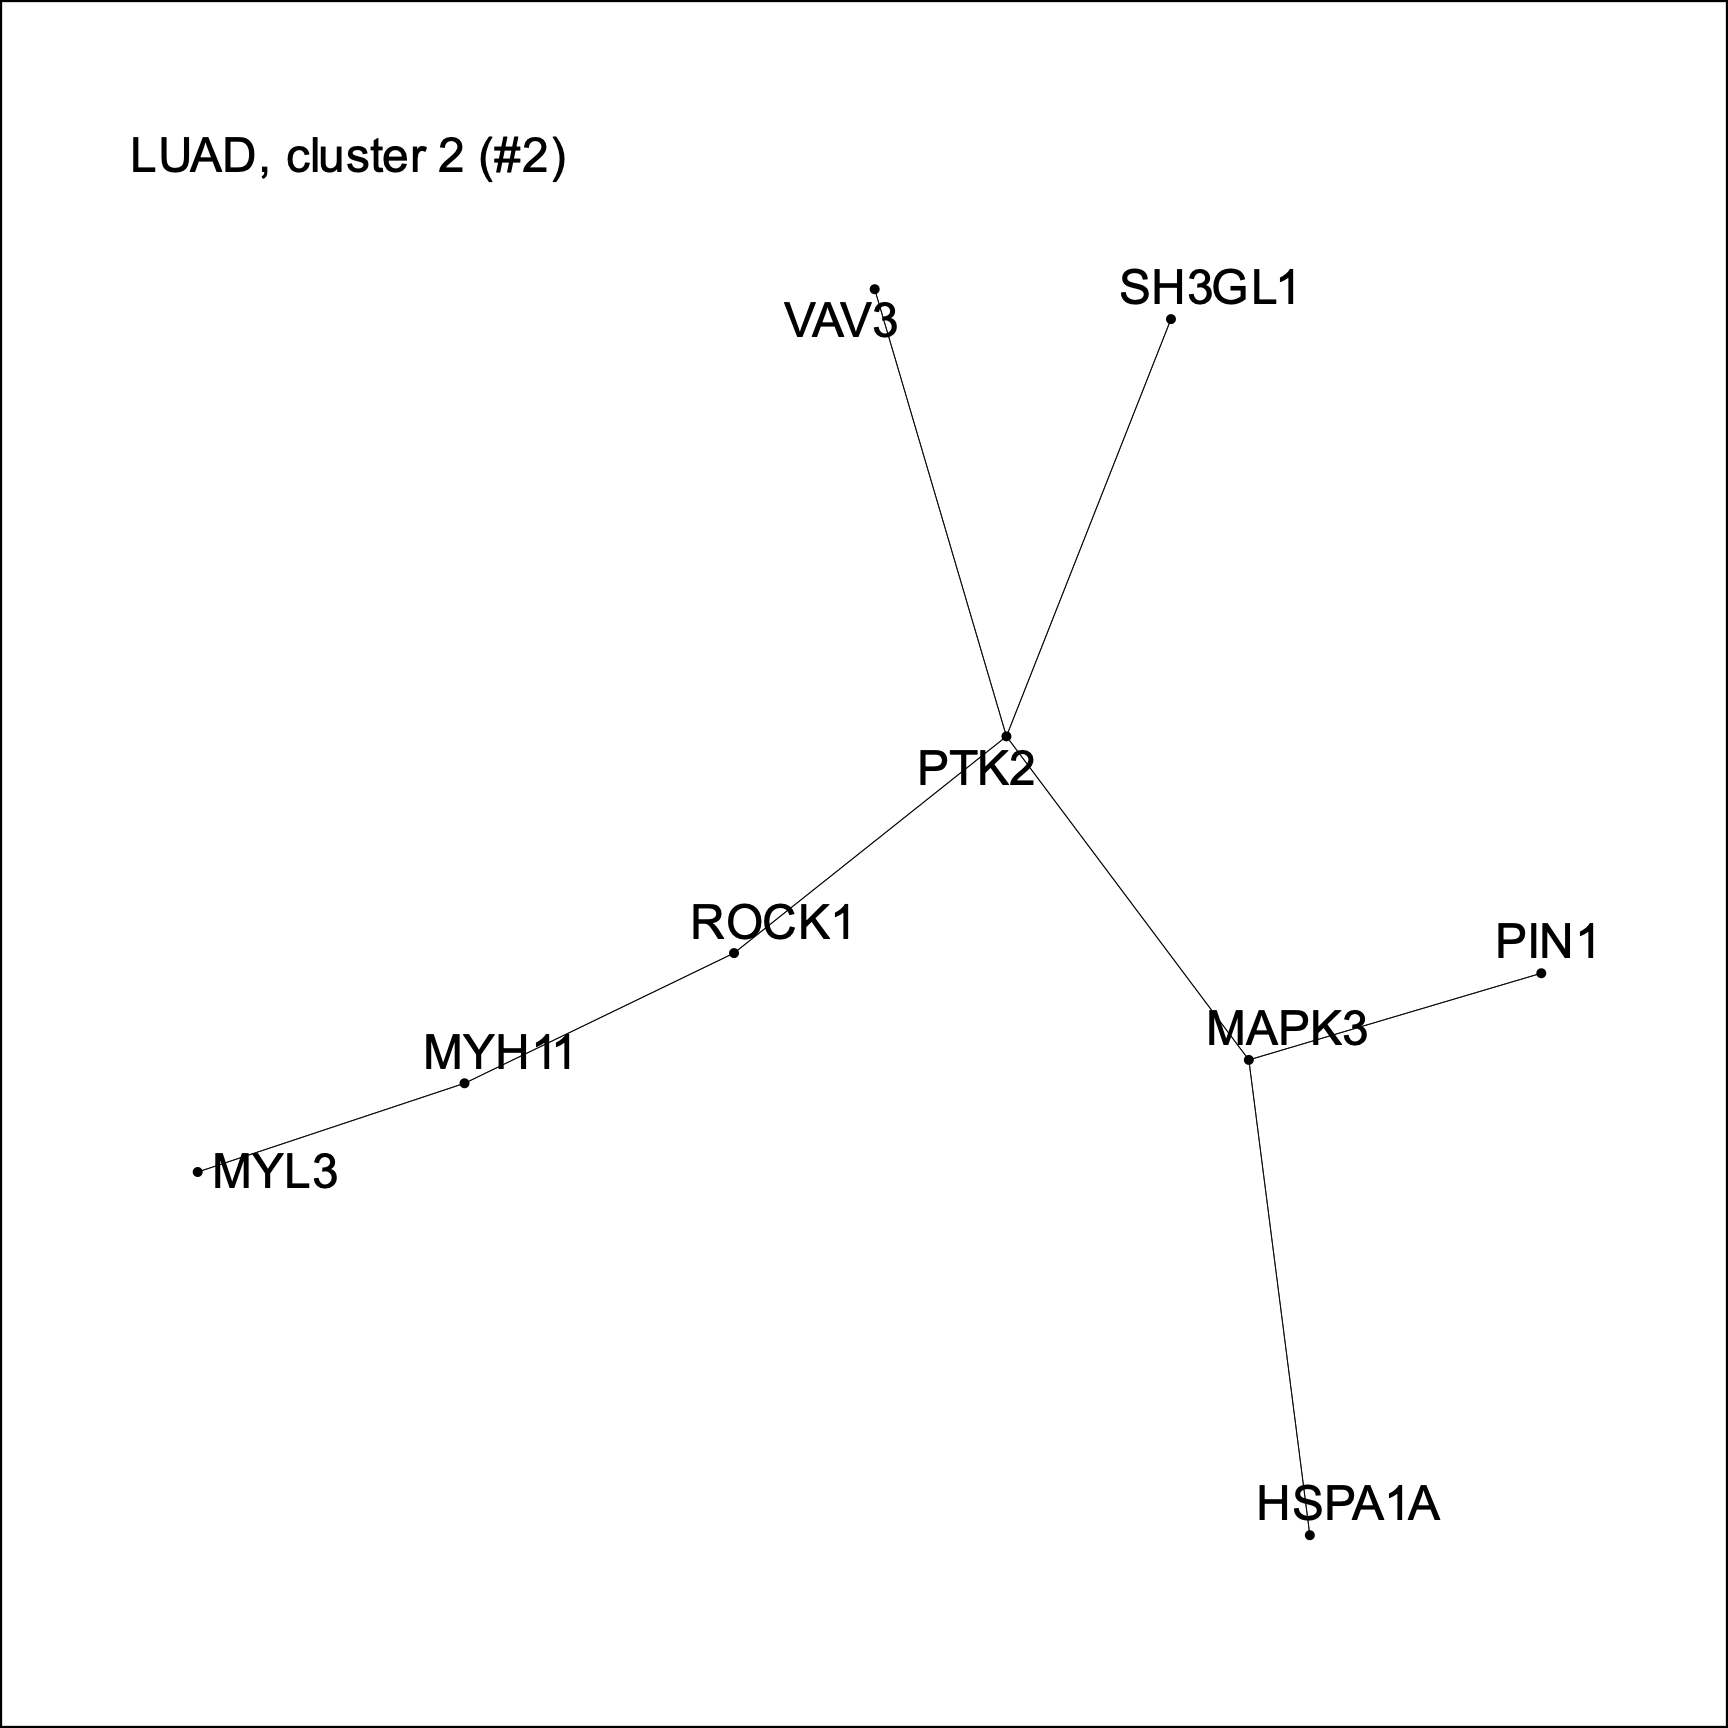 LUAD, cluster 2 (#2)
SH3GL1
VAV3
PTK2
ROCK1
PIN1
MAPK3
MYH11
MYL3
HSPA1A